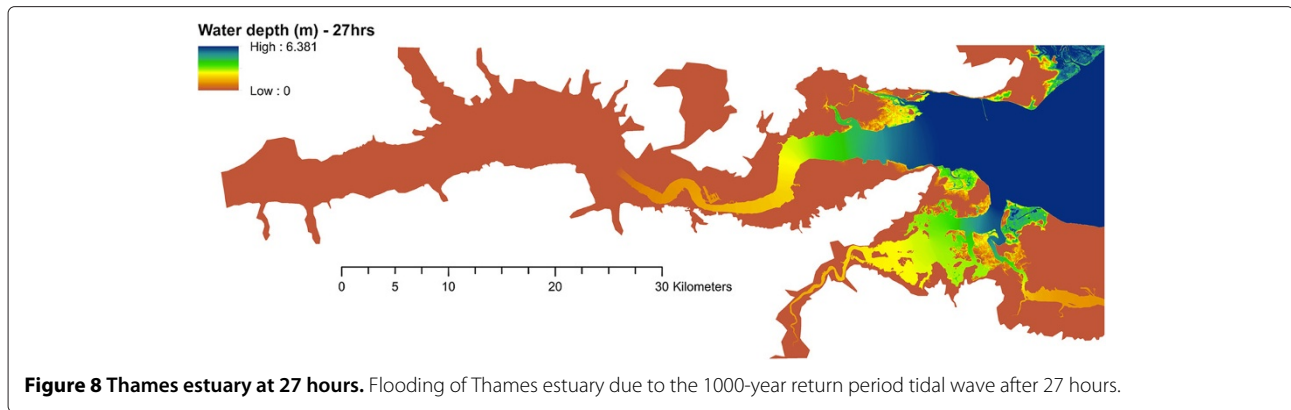 Water depth (m) - 27hrs
High : 6.381
Low : 0
0 5 10 20 30 Kilometers
Figure 8 Thames estuary at 27 hours. Flooding of Thames estuary due to the 1000-year return period tidal wave after 27 hours.